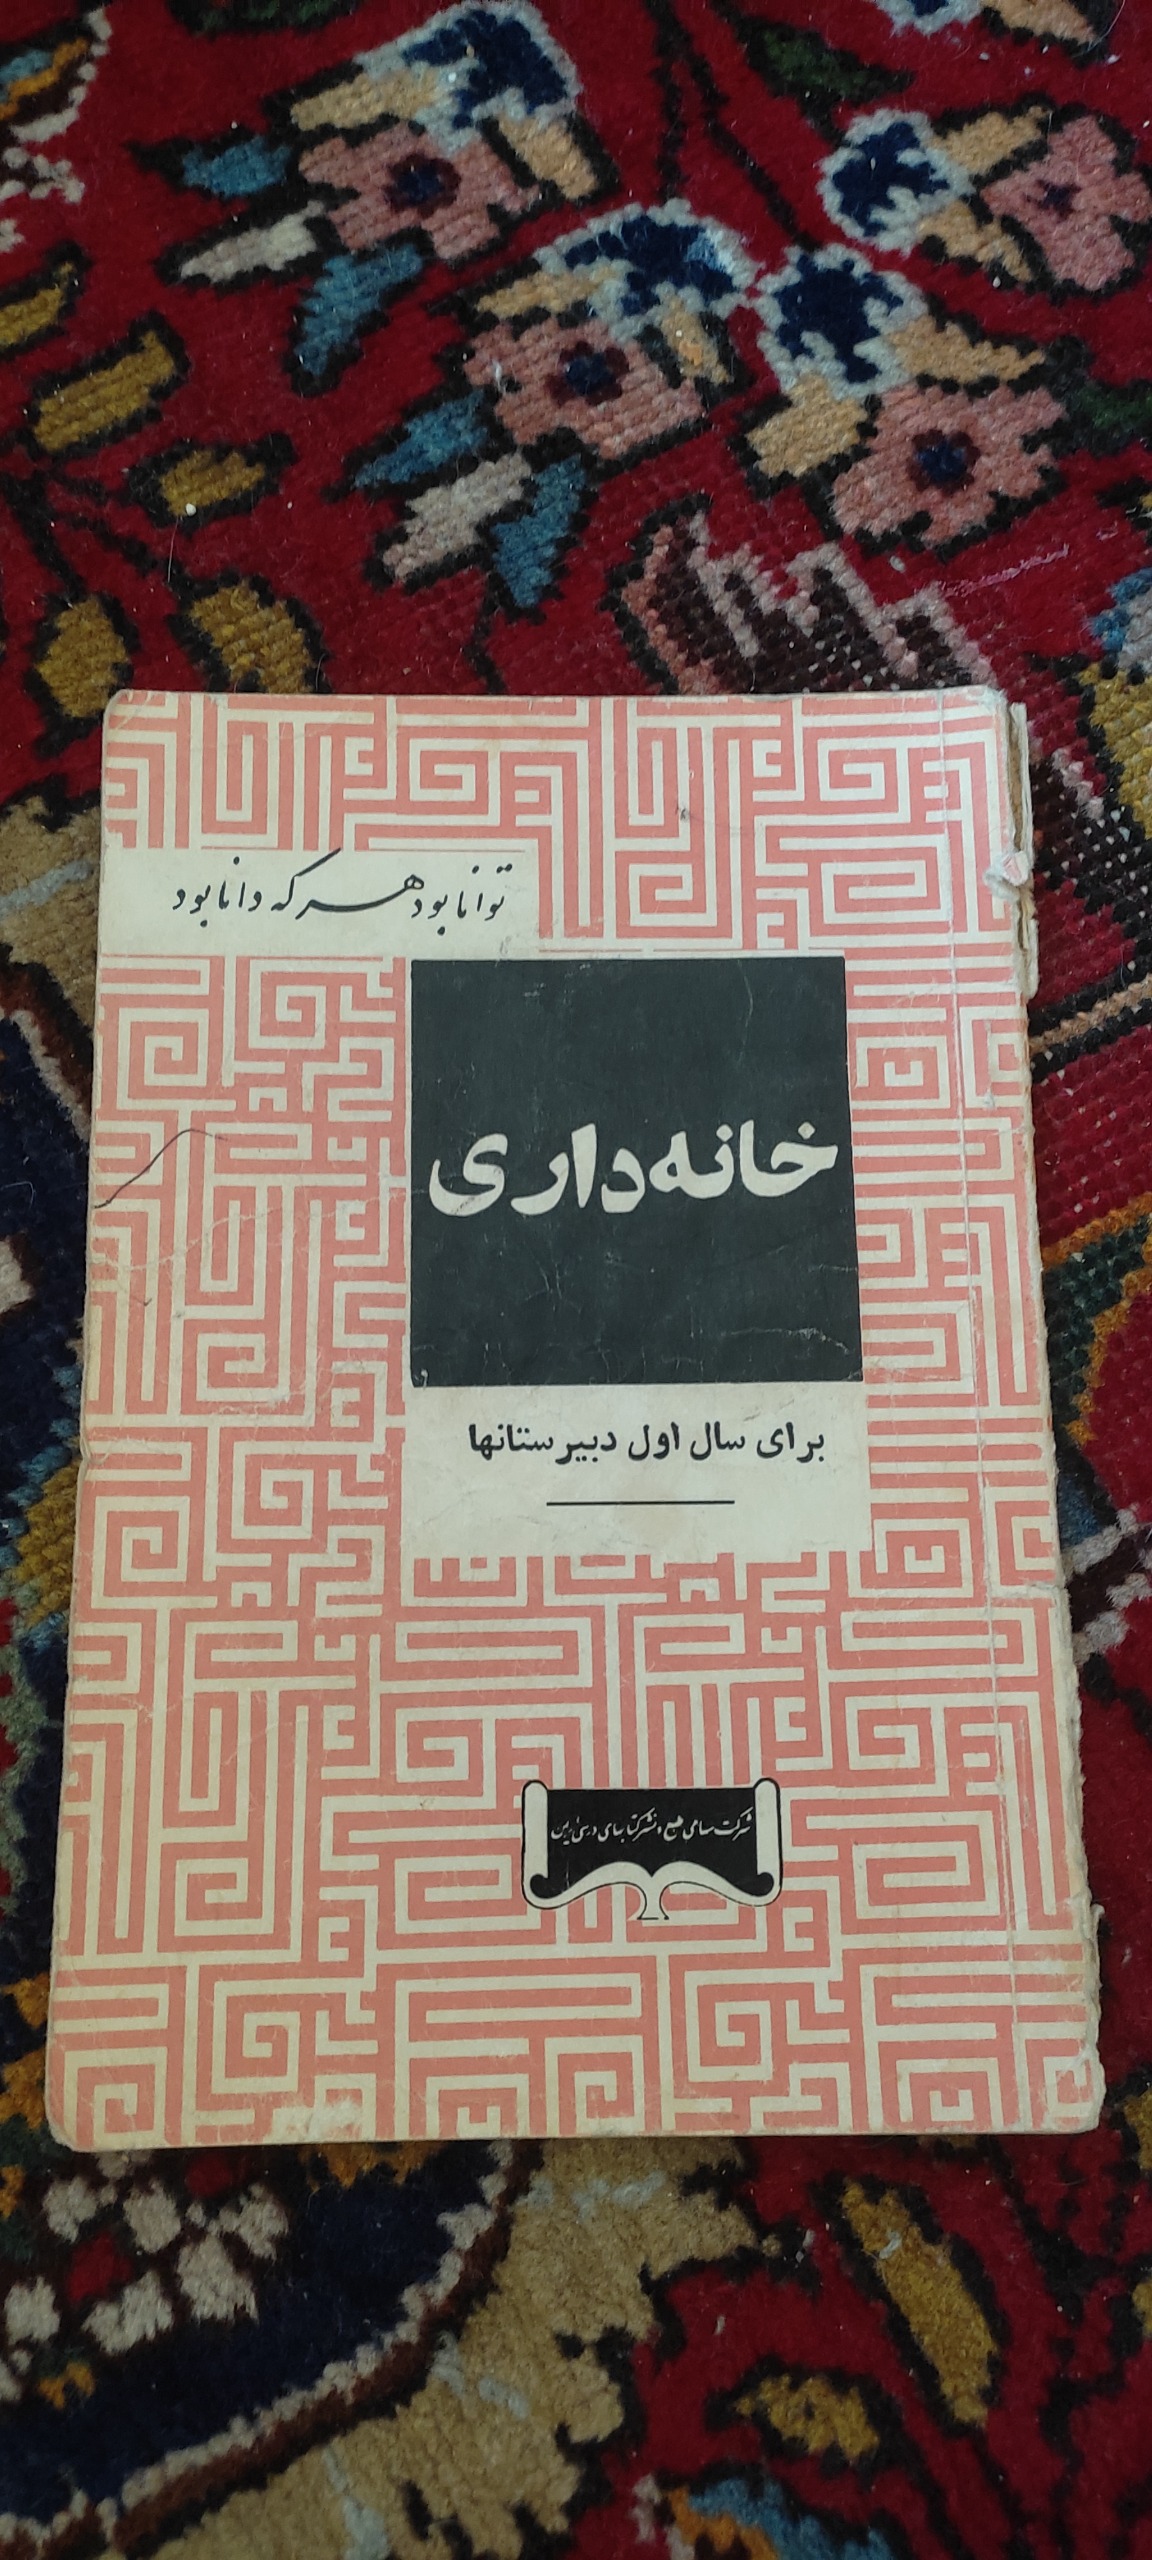 توانا بود هر که دانا بود
خانه‌داری
برای سال اول دبیرستانها
شرکت سهامی طبع و نشر کتابهای درسی ایران